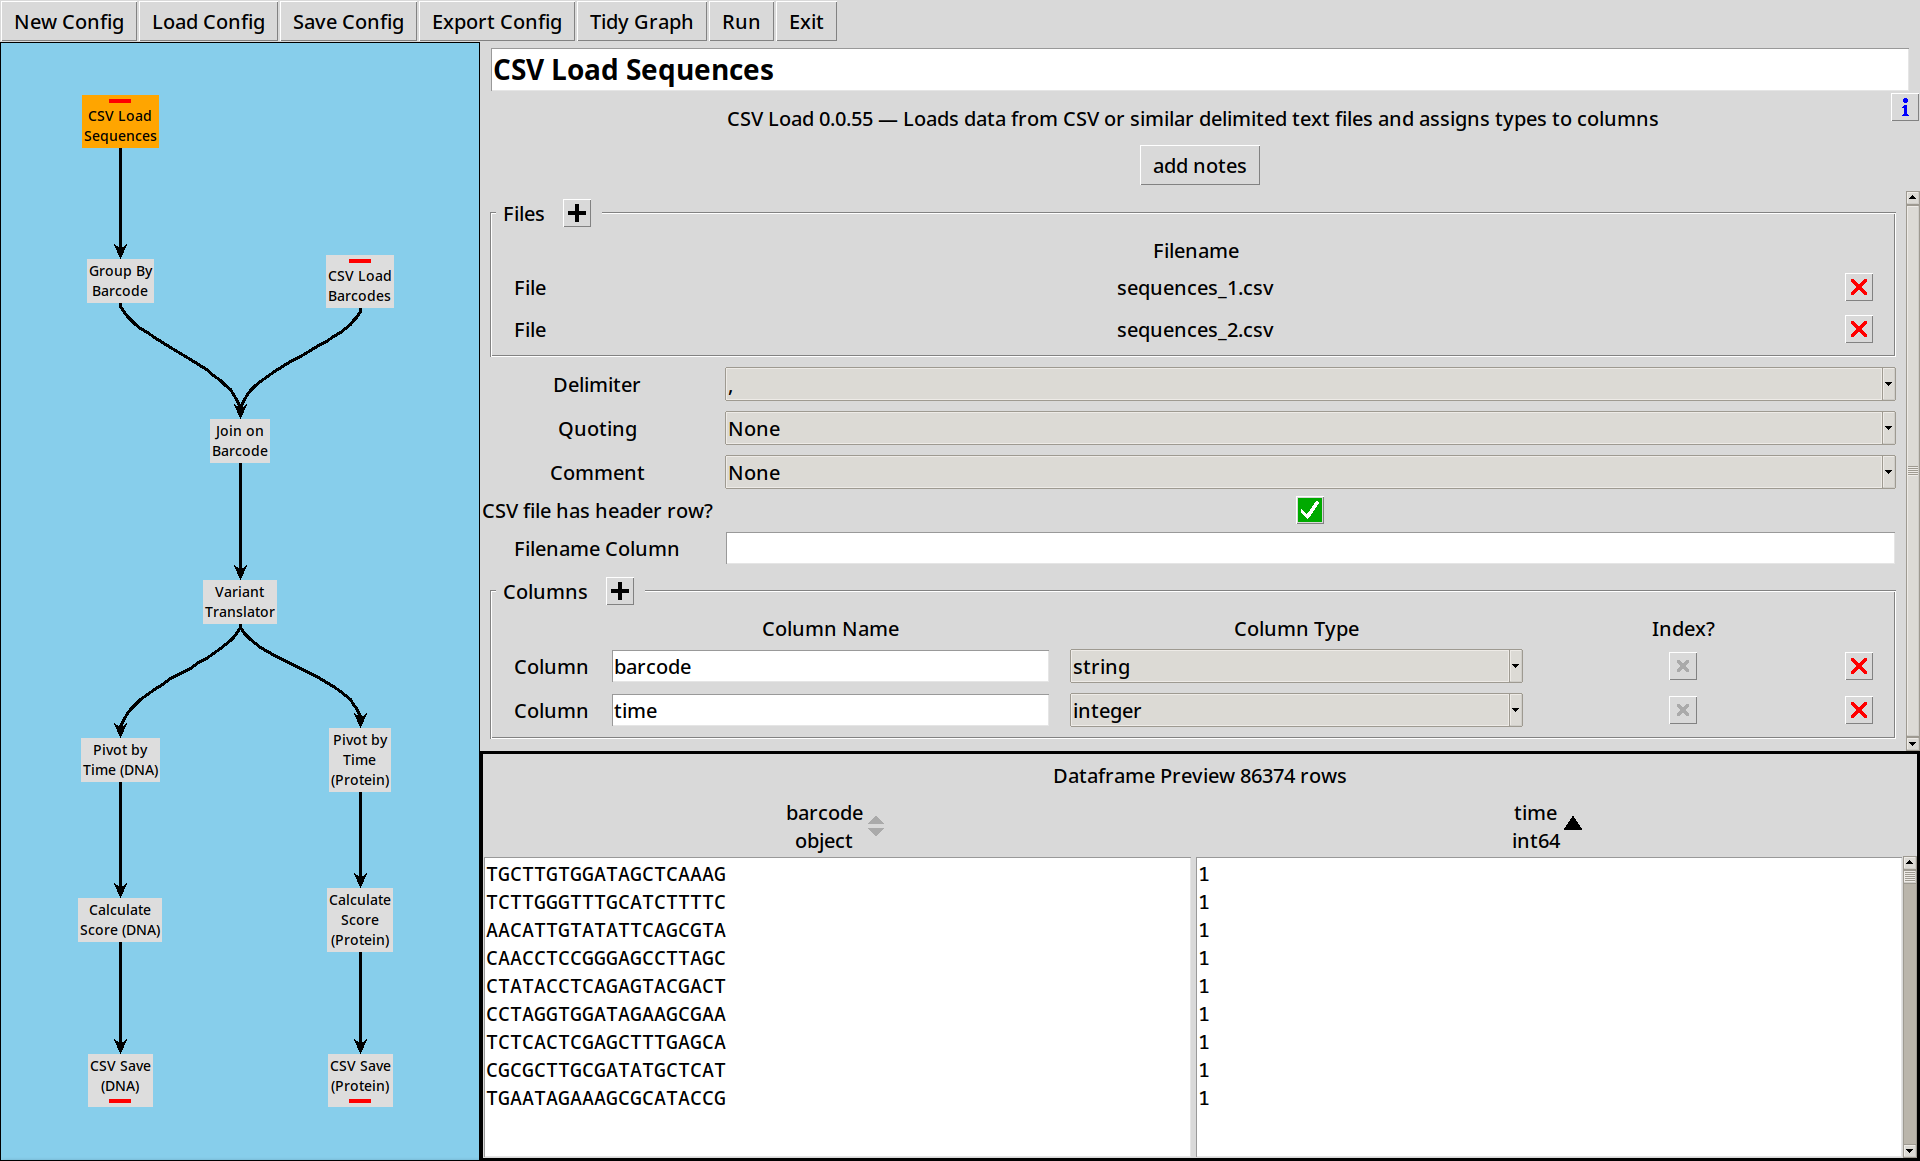 New Config Load Config Save Config Export Config Tidy Graph Run Exit
CSV Load
Sequences
Group By
Barcode
CSV Load
Barcodes
Join on
Barcode
Variant
Translator
Pivot by
Time (DNA)
Pivot by
Time
(Protein)
Calculate
Score (DNA)
Calculate
Score
(Protein)
CSV Save
(DNA)
CSV Save
(Protein)
CSV Load Sequences
CSV Load 0.0.55 — Loads data from CSV or similar delimited text files and assigns types to columns
i
add notes
Files
Filename
File sequences_1.csv
File sequences_2.csv
Delimiter ,
Quoting None
Comment None
CSV file has header row?
Filename Column
Columns
Column Name Column Type Index?
Column barcode string
Column time integer
Dataframe Preview 86374 rows
barcode time
object int64
TGCTTGTGGATAGCTCAAAG 1
TCTTGGGTTTGCATCTTTTC 1
AACATTGTATATTCAGCGTA 1
CAACCTCCGGGAGCCTTAGC 1
CTATACCTCAGAGTACGACT 1
CCTAGGTGGATAGAAGCGAA 1
TCTCACTCGAGCTTTGAGCA 1
CGCGCTTGCGATATGCTCAT 1
TGAATAGAAAGCGCATACCG 1